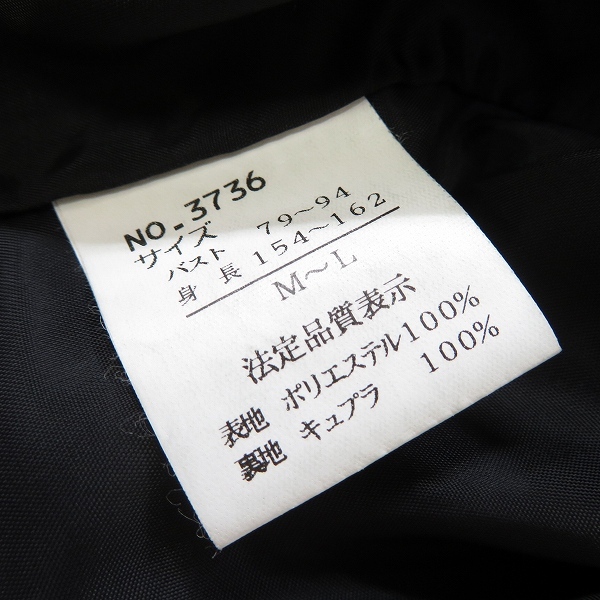 NO.3736
サイズ
バスト 79～94
身長 154～162
M～L
法定品質表示
表地 ポリエステル100%
裏地 キュプラ 100%